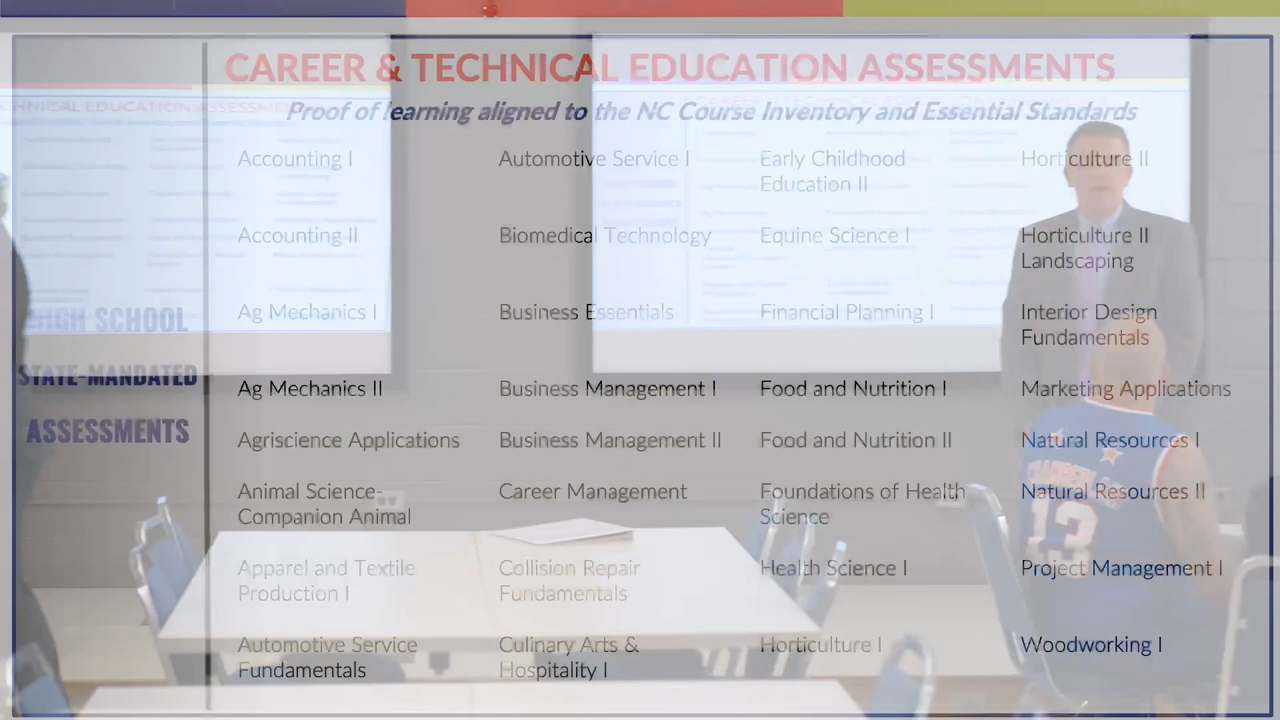 CAREER & TECHNICAL EDUCATION ASSESSMENTS
Proof of learning aligned to the NC Course Inventory and Essential Standards
HIGH SCHOOL
STATE-MANDATED
ASSESSMENTS
Accounting I
Accounting II
Ag Mechanics I
Ag Mechanics II
Agriscience Applications
Animal Science-
Companion Animal
Apparel and Textile
Production I
Automotive Service
Fundamentals
Automotive Service I
Biomedical Technology
Business Essentials
Business Management I
Business Management II
Career Management
Collision Repair
Fundamentals
Culinary Arts &
Hospitality I
Early Childhood
Education II
Equine Science I
Financial Planning I
Food and Nutrition I
Food and Nutrition II
Foundations of Health
Science
Health Science I
Horticulture I
Horticulture II
Horticulture II
Landscaping
Interior Design
Fundamentals
Marketing Applications
Natural Resources I
Natural Resources II
Project Management I
Woodworking I
13